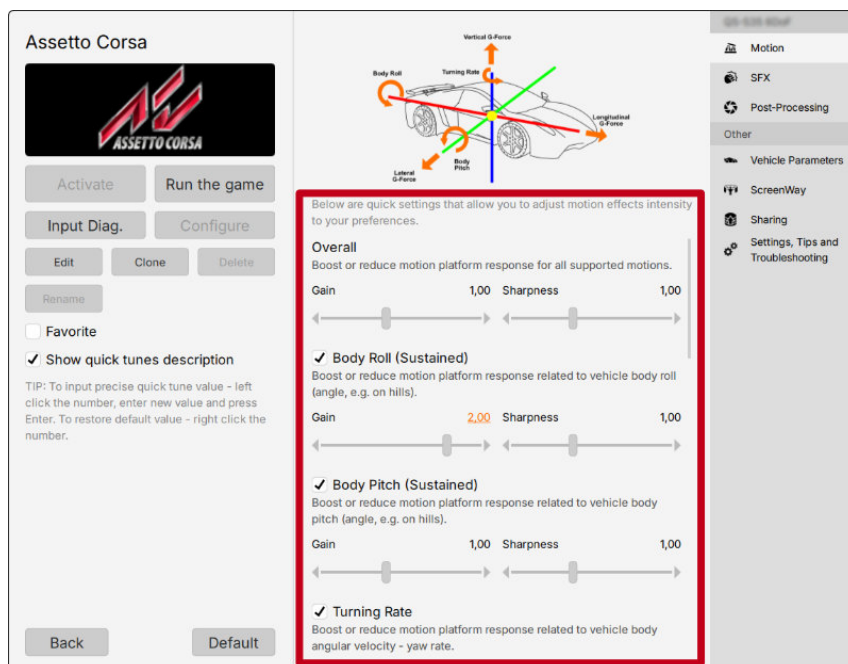 Assetto Corsa
ASSETTO CORSA
Activate
Run the game
Input Diag.
Configure
Edit
Clone
Delete
Rename
Favorite
Show quick tunes description
TIP: To input precise quick tune value - left
click the number, enter new value and press
Enter. To restore default value - right click the
number.
Back
Default
Vertical G-Force
Body Roll
Turning Rate
Longitudinal
G-Force
Lateral
G-Force
Body
Pitch
Below are quick settings that allow you to adjust motion effects intensity
to your preferences.
Overall
Boost or reduce motion platform response for all supported motions.
Gain 1,00 Sharpness 1,00
Body Roll (Sustained)
Boost or reduce motion platform response related to vehicle body roll
(angle, e.g. on hills).
Gain 2,00 Sharpness 1,00
Body Pitch (Sustained)
Boost or reduce motion platform response related to vehicle body
pitch (angle, e.g. on hills).
Gain 1,00 Sharpness 1,00
Turning Rate
Boost or reduce motion platform response related to vehicle body
angular velocity - yaw rate.
Motion
SFX
Post-Processing
Other
Vehicle Parameters
ScreenWay
Sharing
Settings, Tips and
Troubleshooting